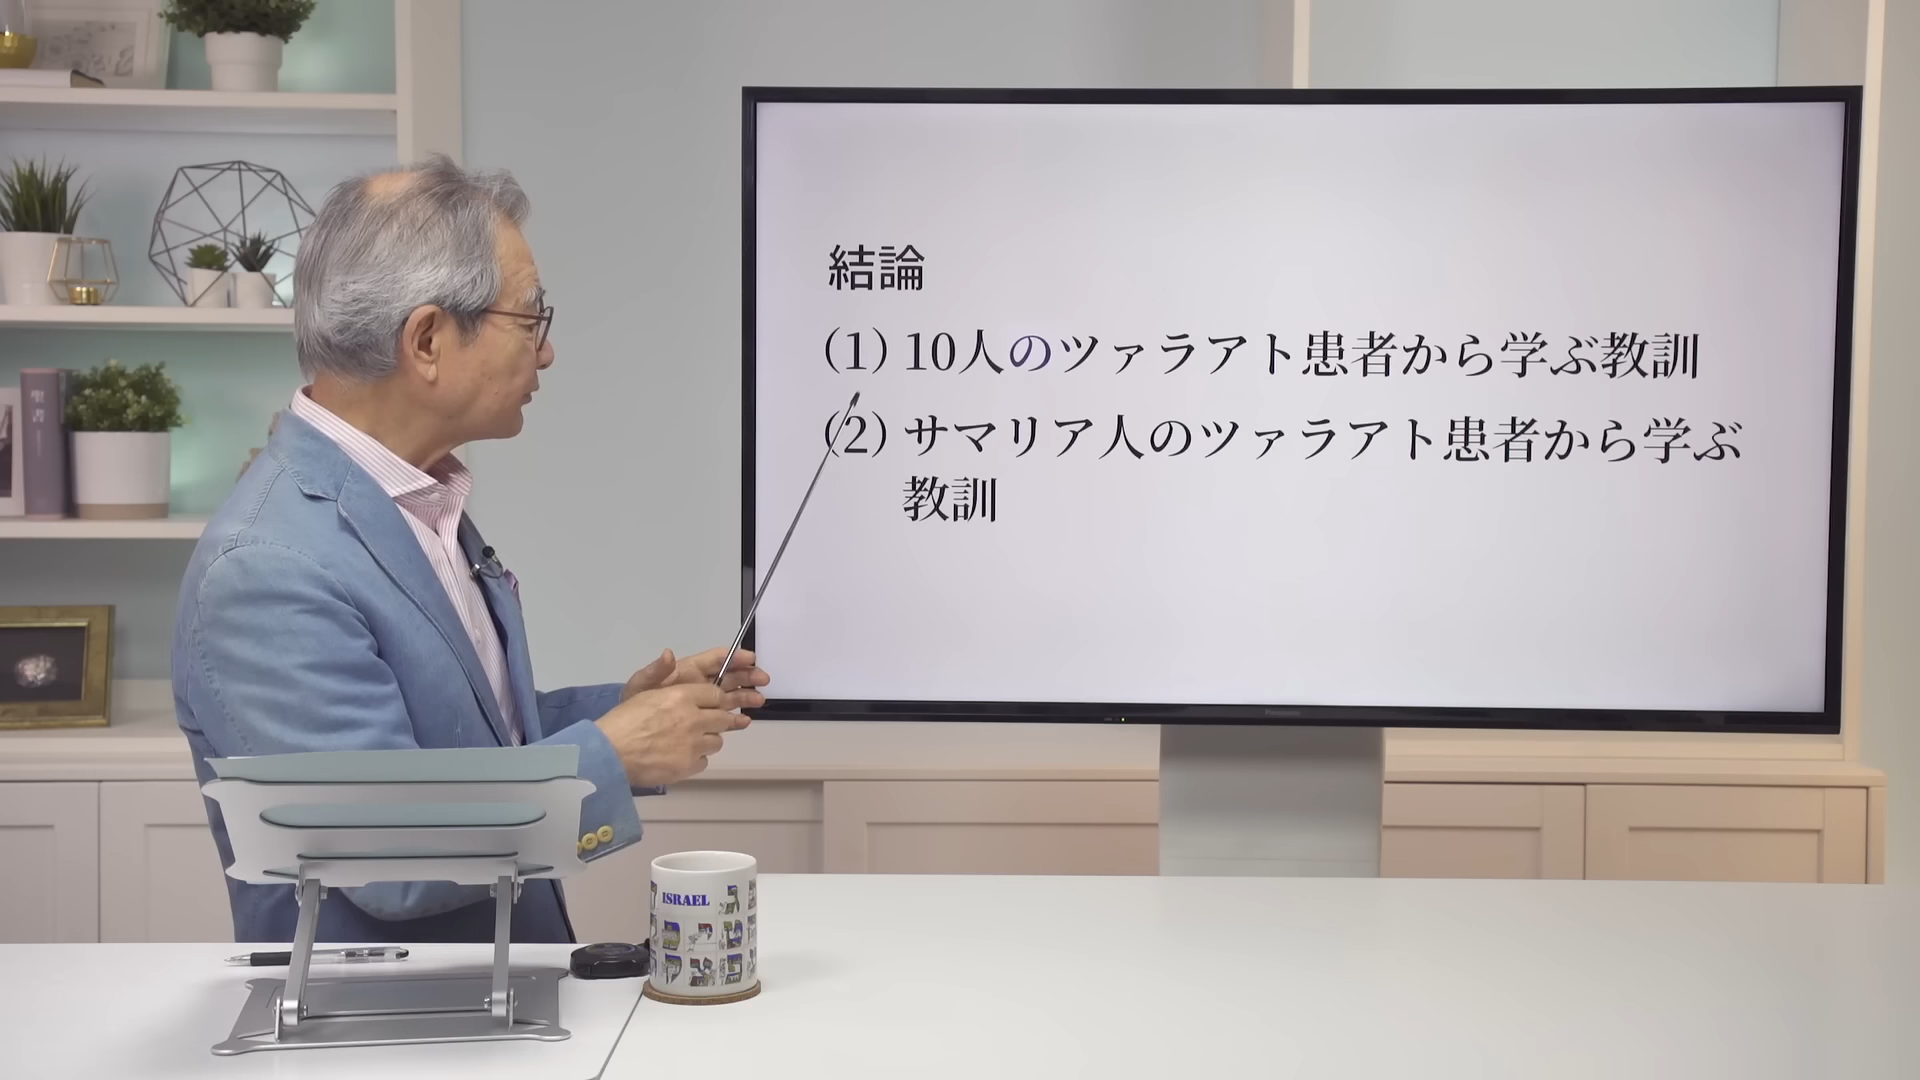 結論
(1) 10人のツァラアト患者から学ぶ教訓
(2) サマリア人のツァラアト患者から学ぶ
教訓
聖書
ISRAEL